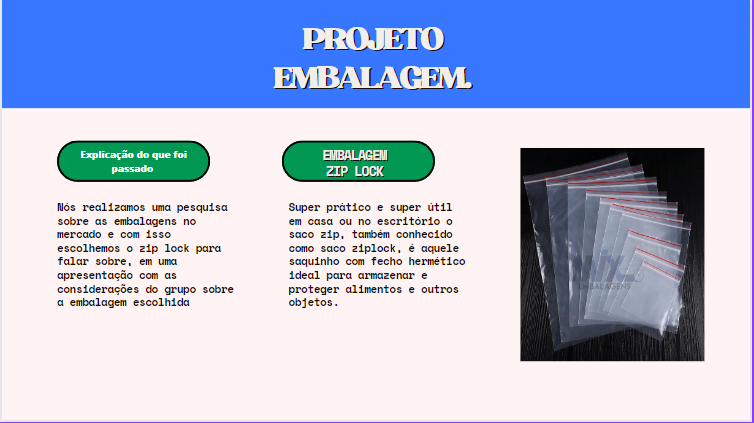 PROJETO
EMBALAGEM.
Explicação do que foi
passado
Nós realizamos uma pesquisa
sobre as embalagens no
mercado e com isso
escolhemos o zip lock para
falar sobre, em uma
apresentação com as
considerações do grupo sobre
a embalagem escolhida
EMBALAGEM
ZIP LOCK
Super prático e super útil
em casa ou no escritório o
saco zip, também conhecido
como saco ziplock, é aquele
saquinho com fecho hermético
ideal para armazenar e
proteger alimentos e outros
objetos.
EMBALAGENS